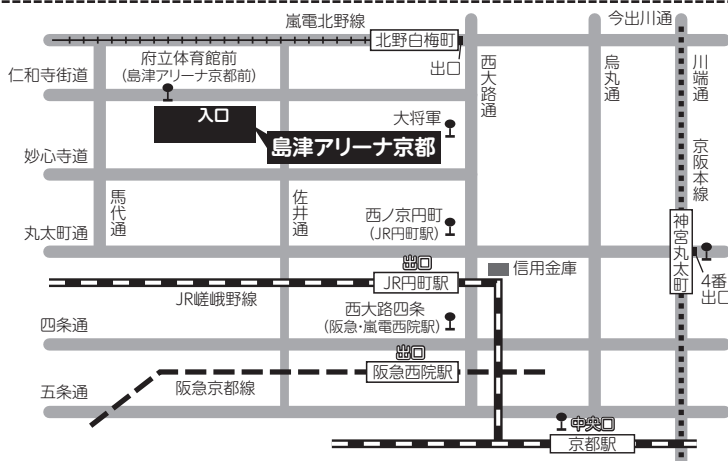 嵐電北野線
今出川通
北野白梅町
出口
仁和寺街道
府立体育館前
(島津アリーナ京都前)
西大路通
烏丸通
川端通
入口
大将軍
島津アリーナ京都
妙心寺道
京阪本線
馬代通
佐井通
西ノ京円町
(JR円町駅)
丸太町通
神宮丸太町
4番
出口
出口
信用金庫
JR円町駅
JR嵯峨野線
西大路四条
(阪急・嵐電西院駅)
四条通
出口
阪急西院駅
阪急京都線
五条通
中央口
京都駅